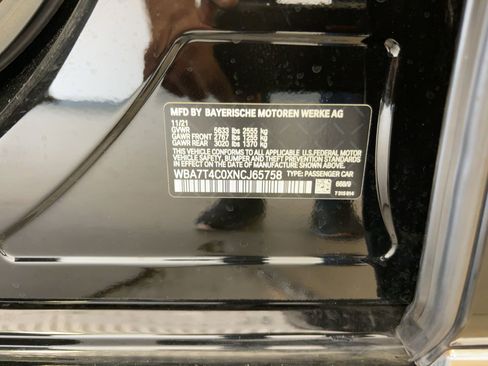 MFD BY BAYERISCHE MOTOREN WERKE AG
11/21
GVWR 5633 lbs 2555 kg
GAWR FRONT 2767 lbs 1255 kg
GAWR REAR 3020 lbs 1370 kg
THIS VEHICLE CONFORMS TO ALL APPLICABLE U.S. FEDERAL MOTOR
VEHICLE SAFETY, BUMPER, AND THEFT PREVENTION STANDARDS
IN EFFECT ON THE DATE OF MANUFACTURE SHOWN ABOVE.
WBA7T4C0XNCJ65758 TYPE: PASSENGER CAR